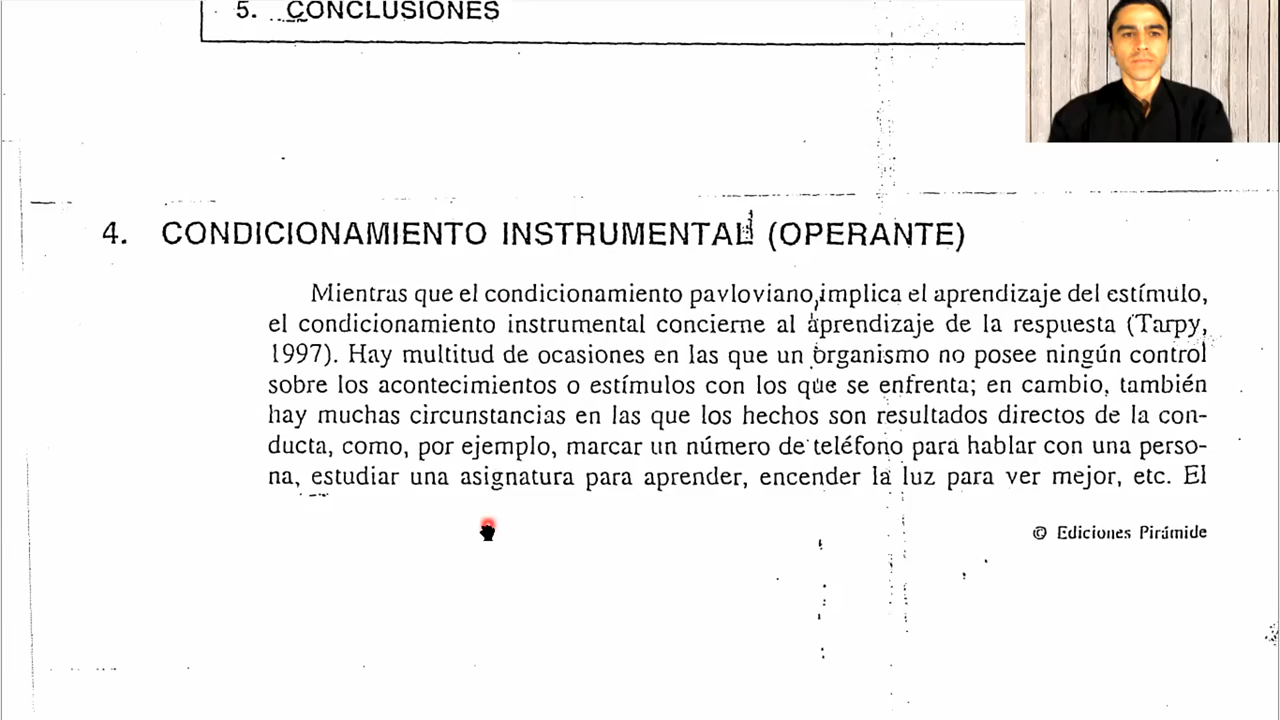 5. CONCLUSIONES
4. CONDICIONAMIENTO INSTRUMENTAL (OPERANTE)
Mientras que el condicionamiento pavloviano implica el aprendizaje del estímulo,
el condicionamiento instrumental concierne al aprendizaje de la respuesta (Tarpy,
1997). Hay multitud de ocasiones en las que un organismo no posee ningún control
sobre los acontecimientos o estímulos con los que se enfrenta; en cambio, también
hay muchas circunstancias en las que los hechos son resultados directos de la con-
ducta, como, por ejemplo, marcar un número de teléfono para hablar con una perso-
na, estudiar una asignatura para aprender, encender la luz para ver mejor, etc. El
© Ediciones Pirámide